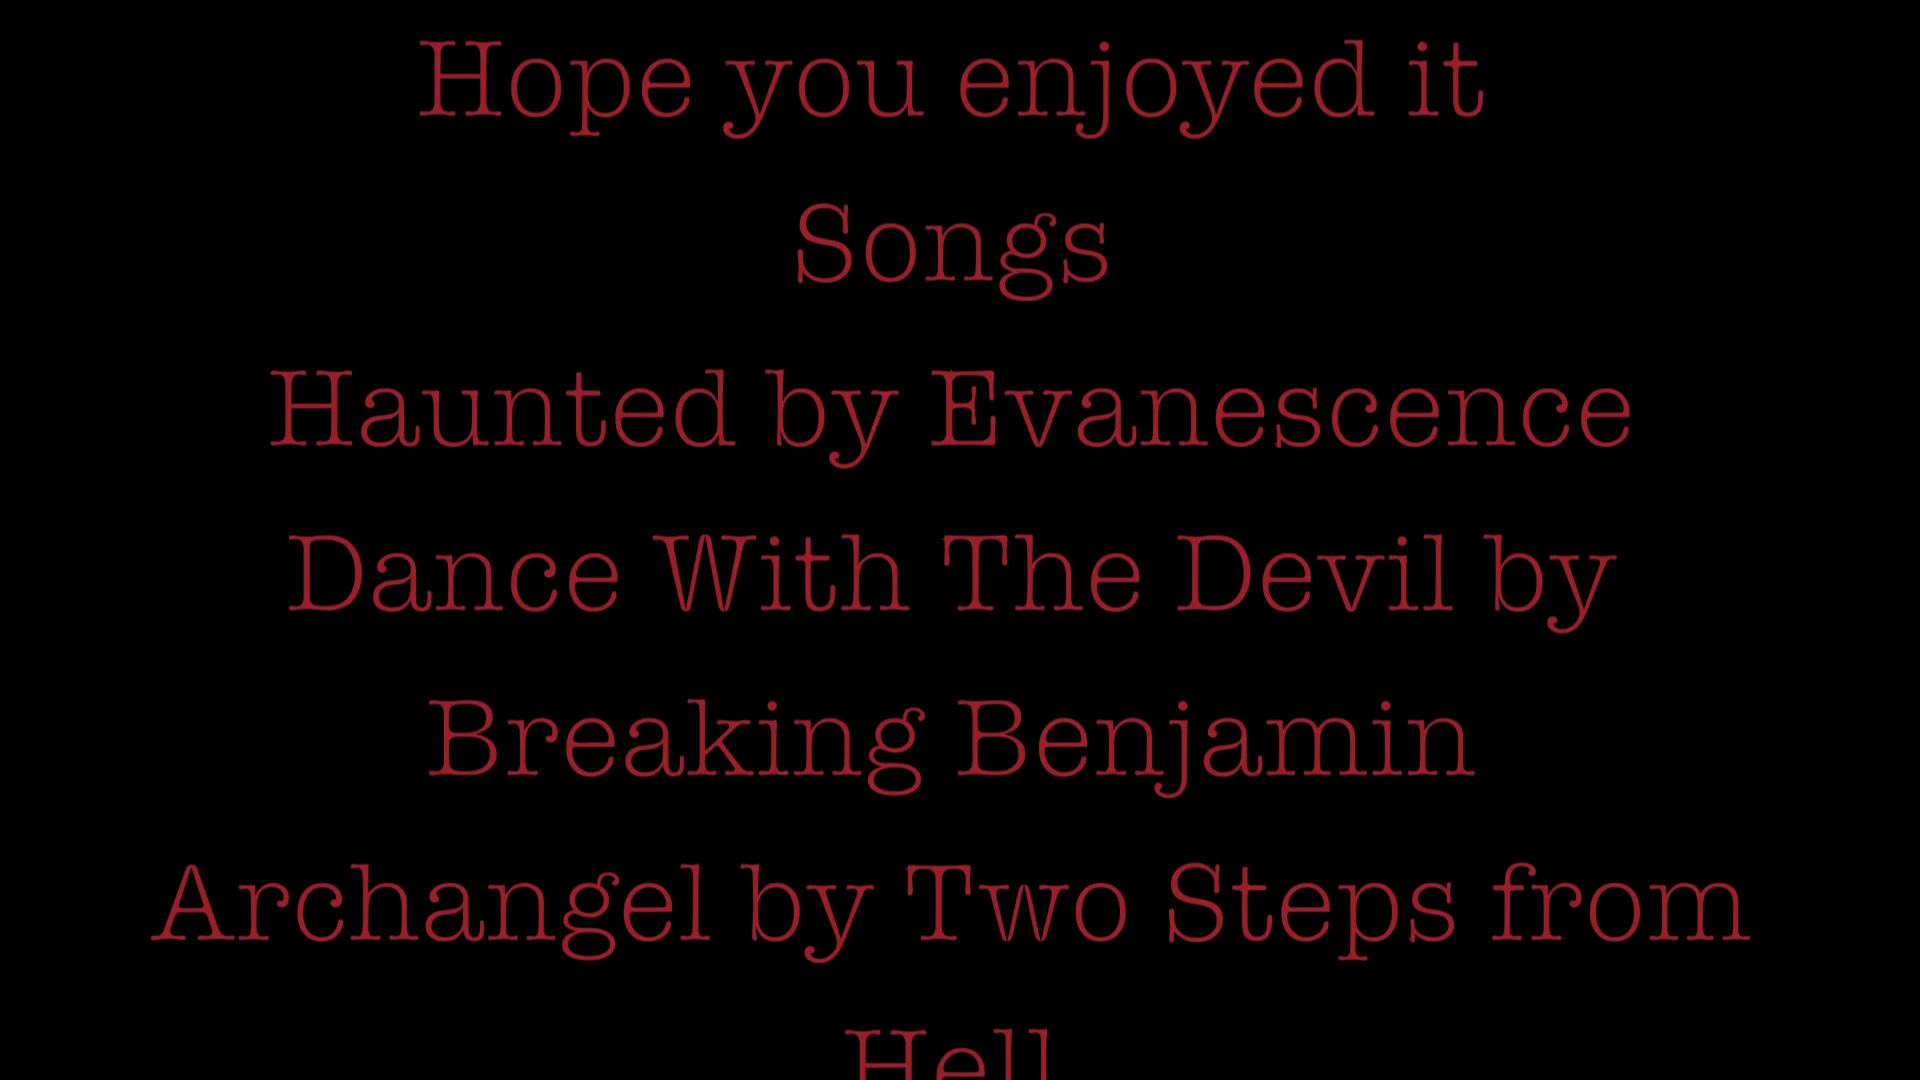 Hope you enjoyed it
Songs
Haunted by Evanescence
Dance With The Devil by
Breaking Benjamin
Archangel by Two Steps from
Hell